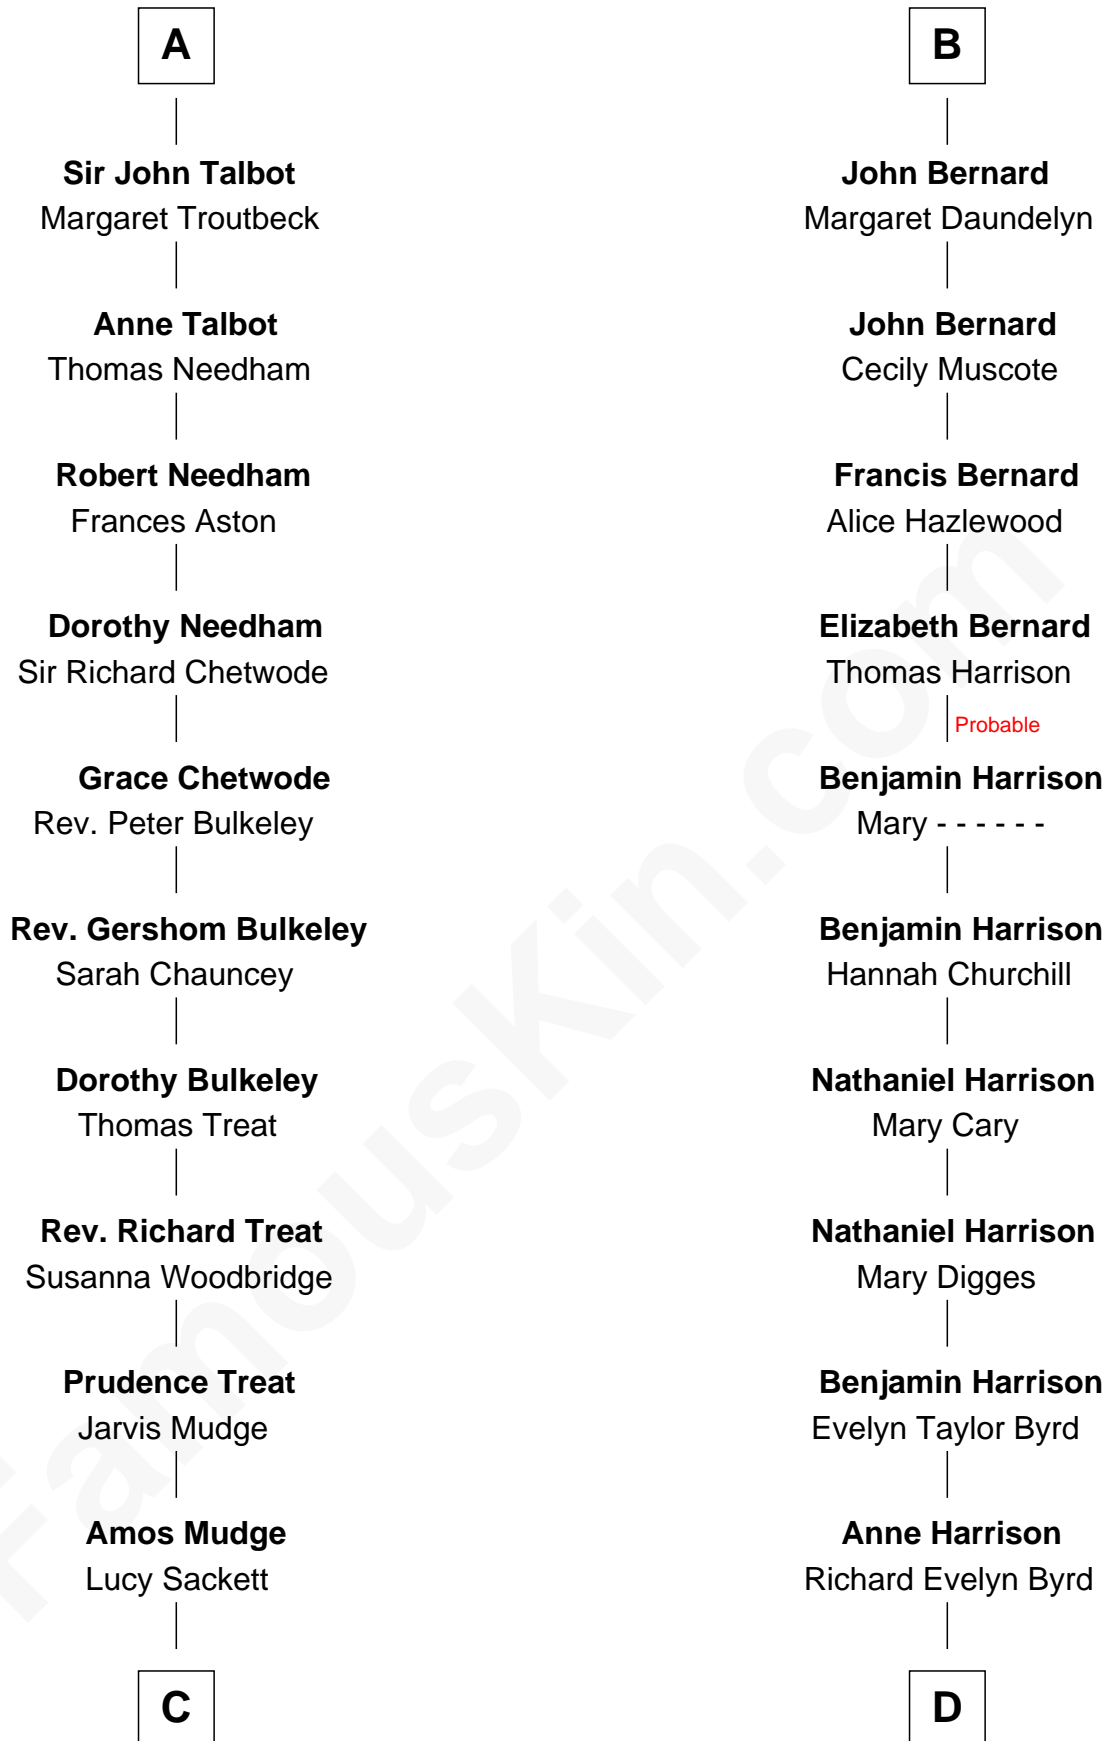 A
Sir John Talbot
Margaret Troutbeck
Anne Talbot
Thomas Needham
Robert Needham
Frances Aston
Dorothy Needham
Sir Richard Chetwode
Grace Chetwode
Rev. Peter Bulkeley
Rev. Gershom Bulkeley
Sarah Chauncey
Dorothy Bulkeley
Thomas Treat
Rev. Richard Treat
Susanna Woodbridge
Prudence Treat
Jarvis Mudge
Amos Mudge
Lucy Sackett
C
B
John Bernard
Margaret Daundelyn
John Bernard
Cecily Muscote
Francis Bernard
Alice Hazlewood
Elizabeth Bernard
Thomas Harrison
Probable
Benjamin Harrison
Mary - - - - - -
Benjamin Harrison
Hannah Churchill
Nathaniel Harrison
Mary Cary
Nathaniel Harrison
Mary Digges
Benjamin Harrison
Evelyn Taylor Byrd
Anne Harrison
Richard Evelyn Byrd
D
FamousKin.com